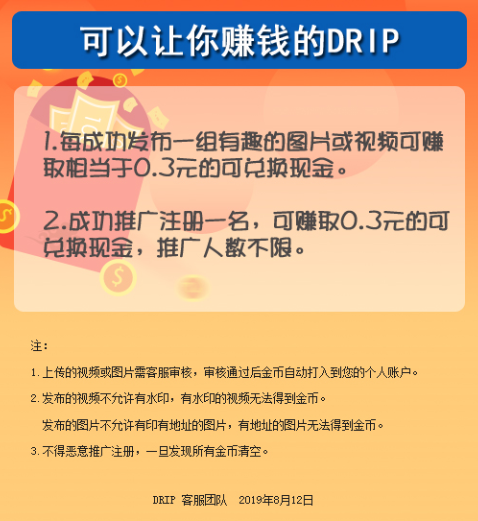 可以让你赚钱的DRIP
1.每成功发布一组有趣的图片或视频可赚
取相当于0.3元的可兑换现金。
2.成功推广注册一名，可赚取0.3元的可
兑换现金，推广人数不限。
注：
1.上传的视频或图片需客服审核，审核通过后金币自动打入到您的个人账户。
2.发布的视频不允许有水印，有水印的视频无法得到金币。
发布的图片不允许有印有地址的图片，有地址的图片无法得到金币。
3.不得恶意推广注册，一旦发现所有金币清空。
DRIP 客服团队 2019年8月12日